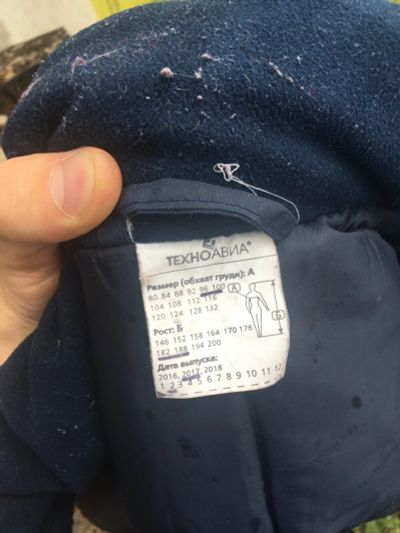 ТЕХНОАВИА®
Размер (обхват груди): А
80 84 88 92 96 100
104 108 112 116
120 124 128 132
А
Б
Рост: Б
146 152 158 164 170 176
182 188 194 200
Дата выпуска:
2016, 2017, 2018
1 2 3 4 5 6 7 8 9 10 11 12